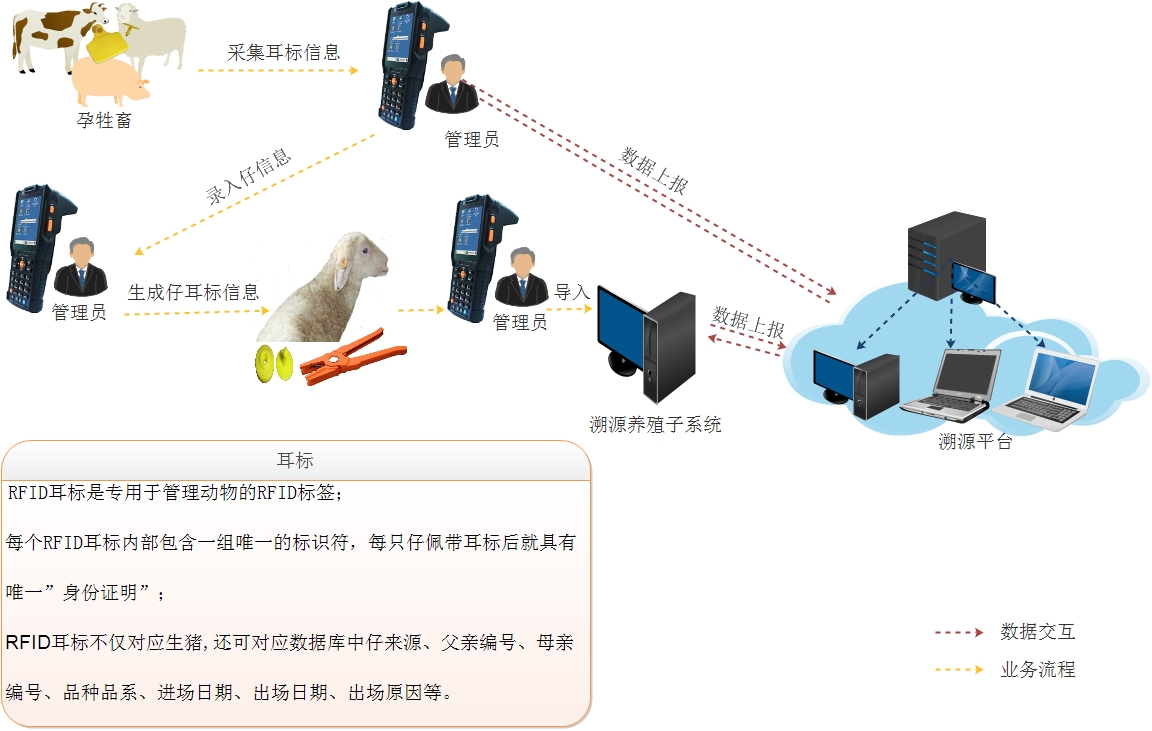 采集耳标信息
孕牲畜
管理员
录入仔信息
数据上报
管理员
生成仔耳标信息
管理员
导入
数据上报
溯源养殖子系统
溯源平台
耳标
RFID耳标是专用于管理动物的RFID标签；
每个RFID耳标内部包含一组唯一的标识符，每只仔佩带耳标后就具有
唯一”身份证明”；
RFID耳标不仅对应生猪,还可对应数据库中仔来源、父亲编号、母亲
编号、品种品系、进场日期、出场日期、出场原因等。
数据交互
业务流程